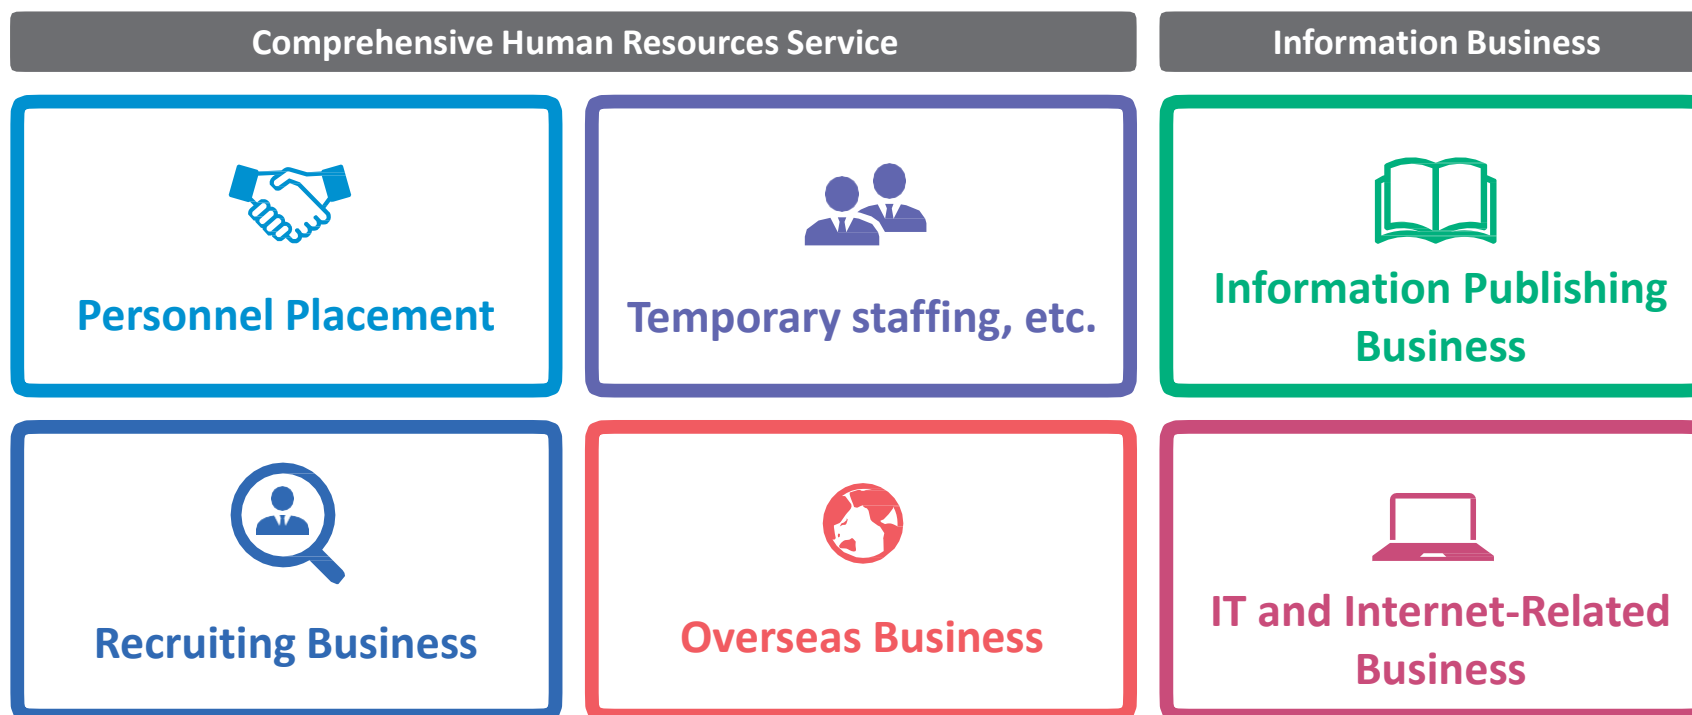 Comprehensive Human Resources Service
Information Business
Personnel Placement
Temporary staffing, etc.
Information Publishing
Business
Recruiting Business
Overseas Business
IT and Internet-Related
Business